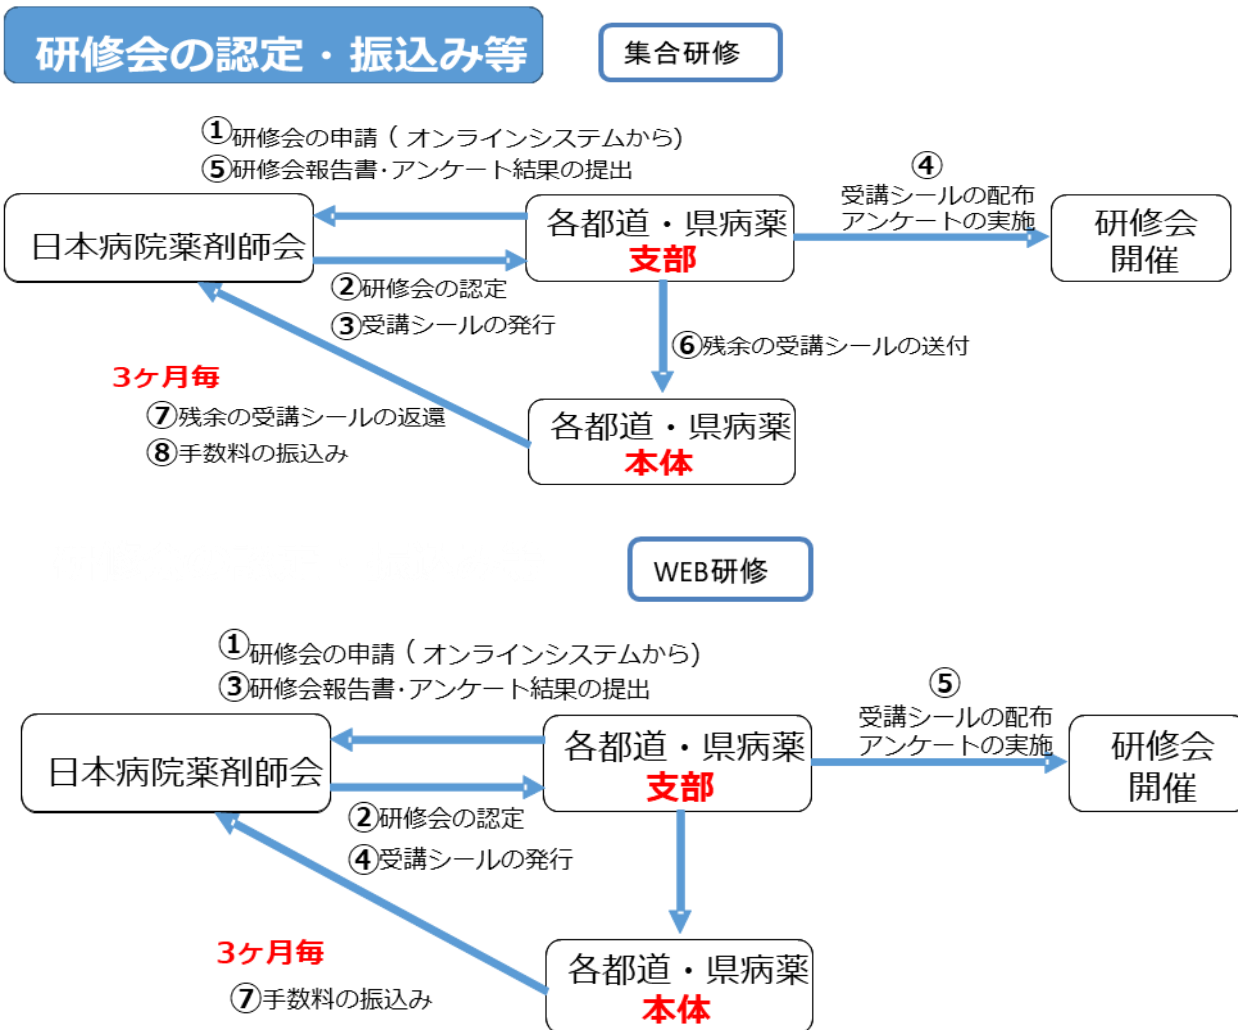 研修会の認定・振込み等
集合研修
①研修会の申請（オンラインシステムから)
⑤研修会報告書･アンケート結果の提出
④
受講シールの配布
アンケートの実施
日本病院薬剤師会
各都道・県病薬
支部
研修会
開催
②研修会の認定
③受講シールの発行
⑥残余の受講シールの送付
3ヶ月毎
⑦残余の受講シールの返還
⑧手数料の振込み
各都道・県病薬
本体
WEB研修
①研修会の申請（オンラインシステムから)
③研修会報告書･アンケート結果の提出
⑤
受講シールの配布
アンケートの実施
日本病院薬剤師会
各都道・県病薬
支部
研修会
開催
②研修会の認定
④受講シールの発行
3ヶ月毎
⑦手数料の振込み
各都道・県病薬
本体